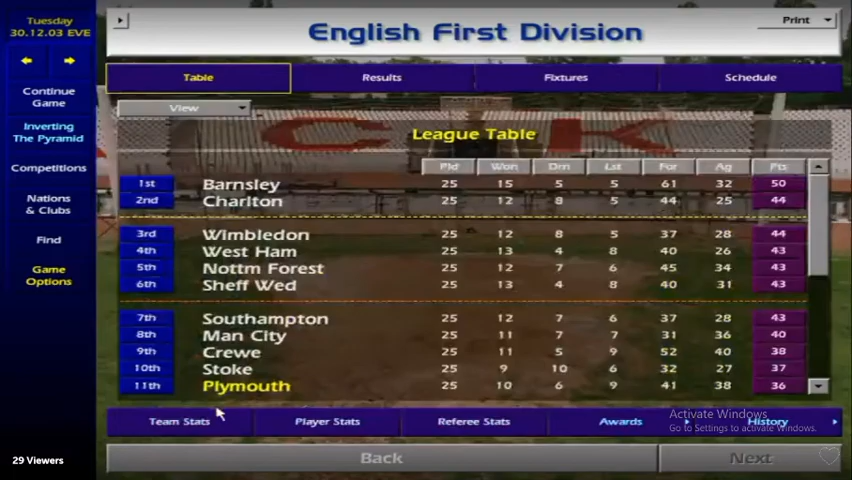 Tuesday
30.12.03 EVE
Continue
Game
Inverting
The Pyramid
Competitions
Nations
& Clubs
Find
Game
Options
29 Viewers
English First Division
Print
Table Results Fixtures Schedule
View
League Table
Pld Won Drn Lst For Ag Pts
1st Barnsley 25 15 5 5 61 32 50
2nd Charlton 25 12 8 5 44 25 44
3rd Wimbledon 25 12 8 5 37 28 44
4th West Ham 25 13 4 8 40 26 43
5th Nottm Forest 25 12 7 6 45 34 43
6th Sheff Wed 25 13 4 8 40 31 43
7th Southampton 25 12 7 6 37 28 43
8th Man City 25 11 7 7 31 36 40
9th Crewe 25 11 5 9 52 40 38
10th Stoke 25 9 10 6 32 27 37
11th Plymouth 25 10 6 9 41 38 36
Team Stats Player Stats Referee Stats Awards History
Activate Windows
Go to Settings to activate Windows.
Back Next